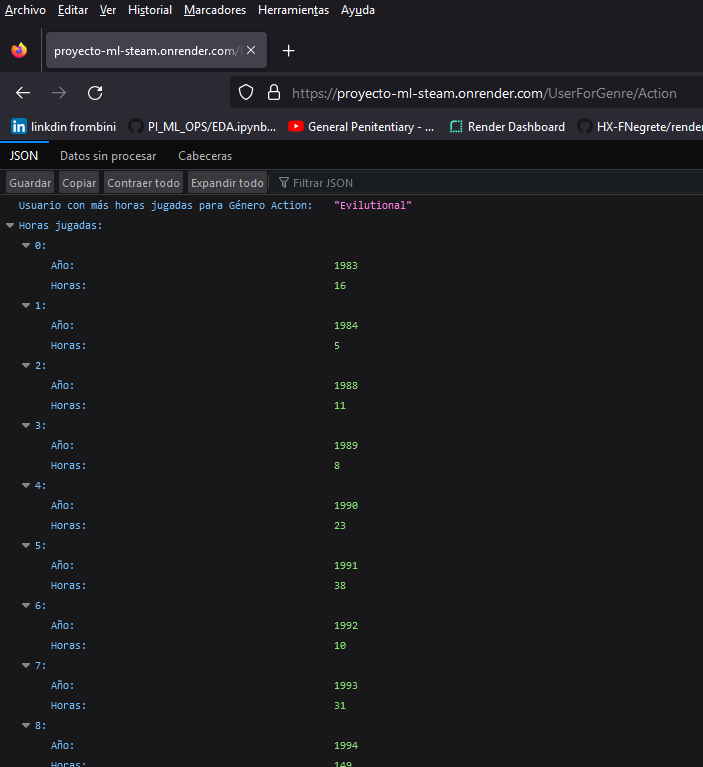 Archivo Editar Ver Historial Marcadores Herramientas Ayuda
proyecto-ml-steam.onrender.com/
https://proyecto-ml-steam.onrender.com/UserForGenre/Action
linkdin frombini PI_ML_OPS/EDA.ipynb... General Penitentiary - ... Render Dashboard HX-FNegrete/render
JSON Datos sin procesar Cabeceras
Guardar Copiar Contraer todo Expandir todo Filtrar JSON
Usuario con más horas jugadas para Género Action: "Evilutional"
Horas jugadas:
0:
Año: 1983
Horas: 16
1:
Año: 1984
Horas: 5
2:
Año: 1988
Horas: 11
3:
Año: 1989
Horas: 8
4:
Año: 1990
Horas: 23
5:
Año: 1991
Horas: 38
6:
Año: 1992
Horas: 10
7:
Año: 1993
Horas: 31
8:
Año: 1994
Horas: 149